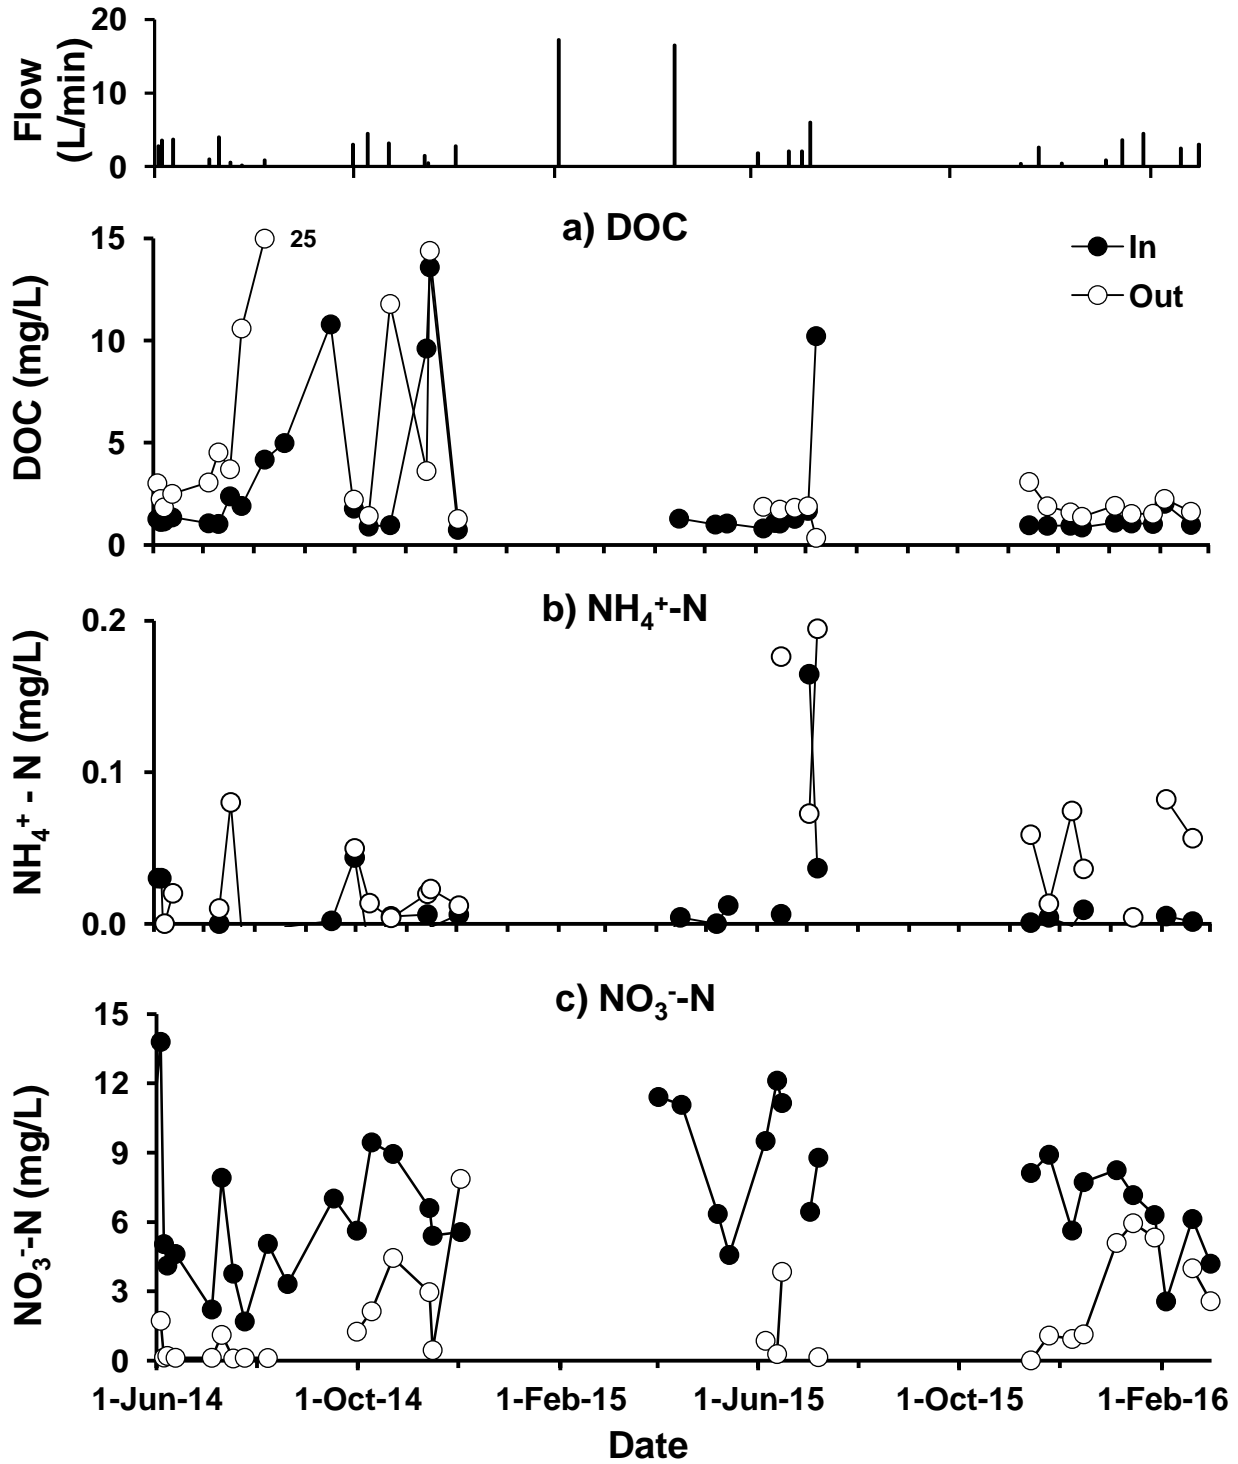 Flow
(L/min)
20
10
0
a) DOC
DOC (mg/L)
15
10
5
0
25
In
Out
b) NH₄⁺-N
NH₄⁺ - N (mg/L)
0.2
0.1
0.0
c) NO₃⁻-N
NO₃⁻-N (mg/L)
15
12
9
6
3
0
1-Jun-14 1-Oct-14 1-Feb-15 1-Jun-15 1-Oct-15 1-Feb-16
Date